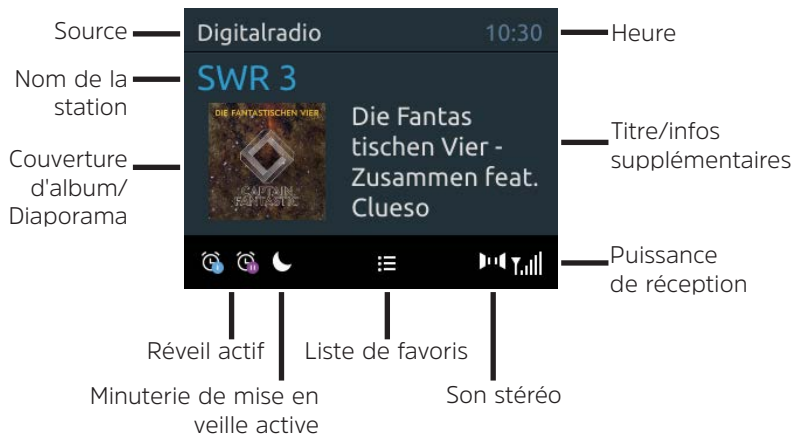 Source
Digitalradio
10:30
Heure
Nom de la
station
SWR 3
Couverture
d'album/
Diaporama
DIE FANTASTISCHEN VIER
CAPTAIN
FANTASTIC
Die Fantas
tischen Vier -
Zusammen feat.
Clueso
Titre/infos
supplémentaires
Puissance
de réception
Réveil actif
Liste de favoris
Minuterie de mise en
veille active
Son stéréo